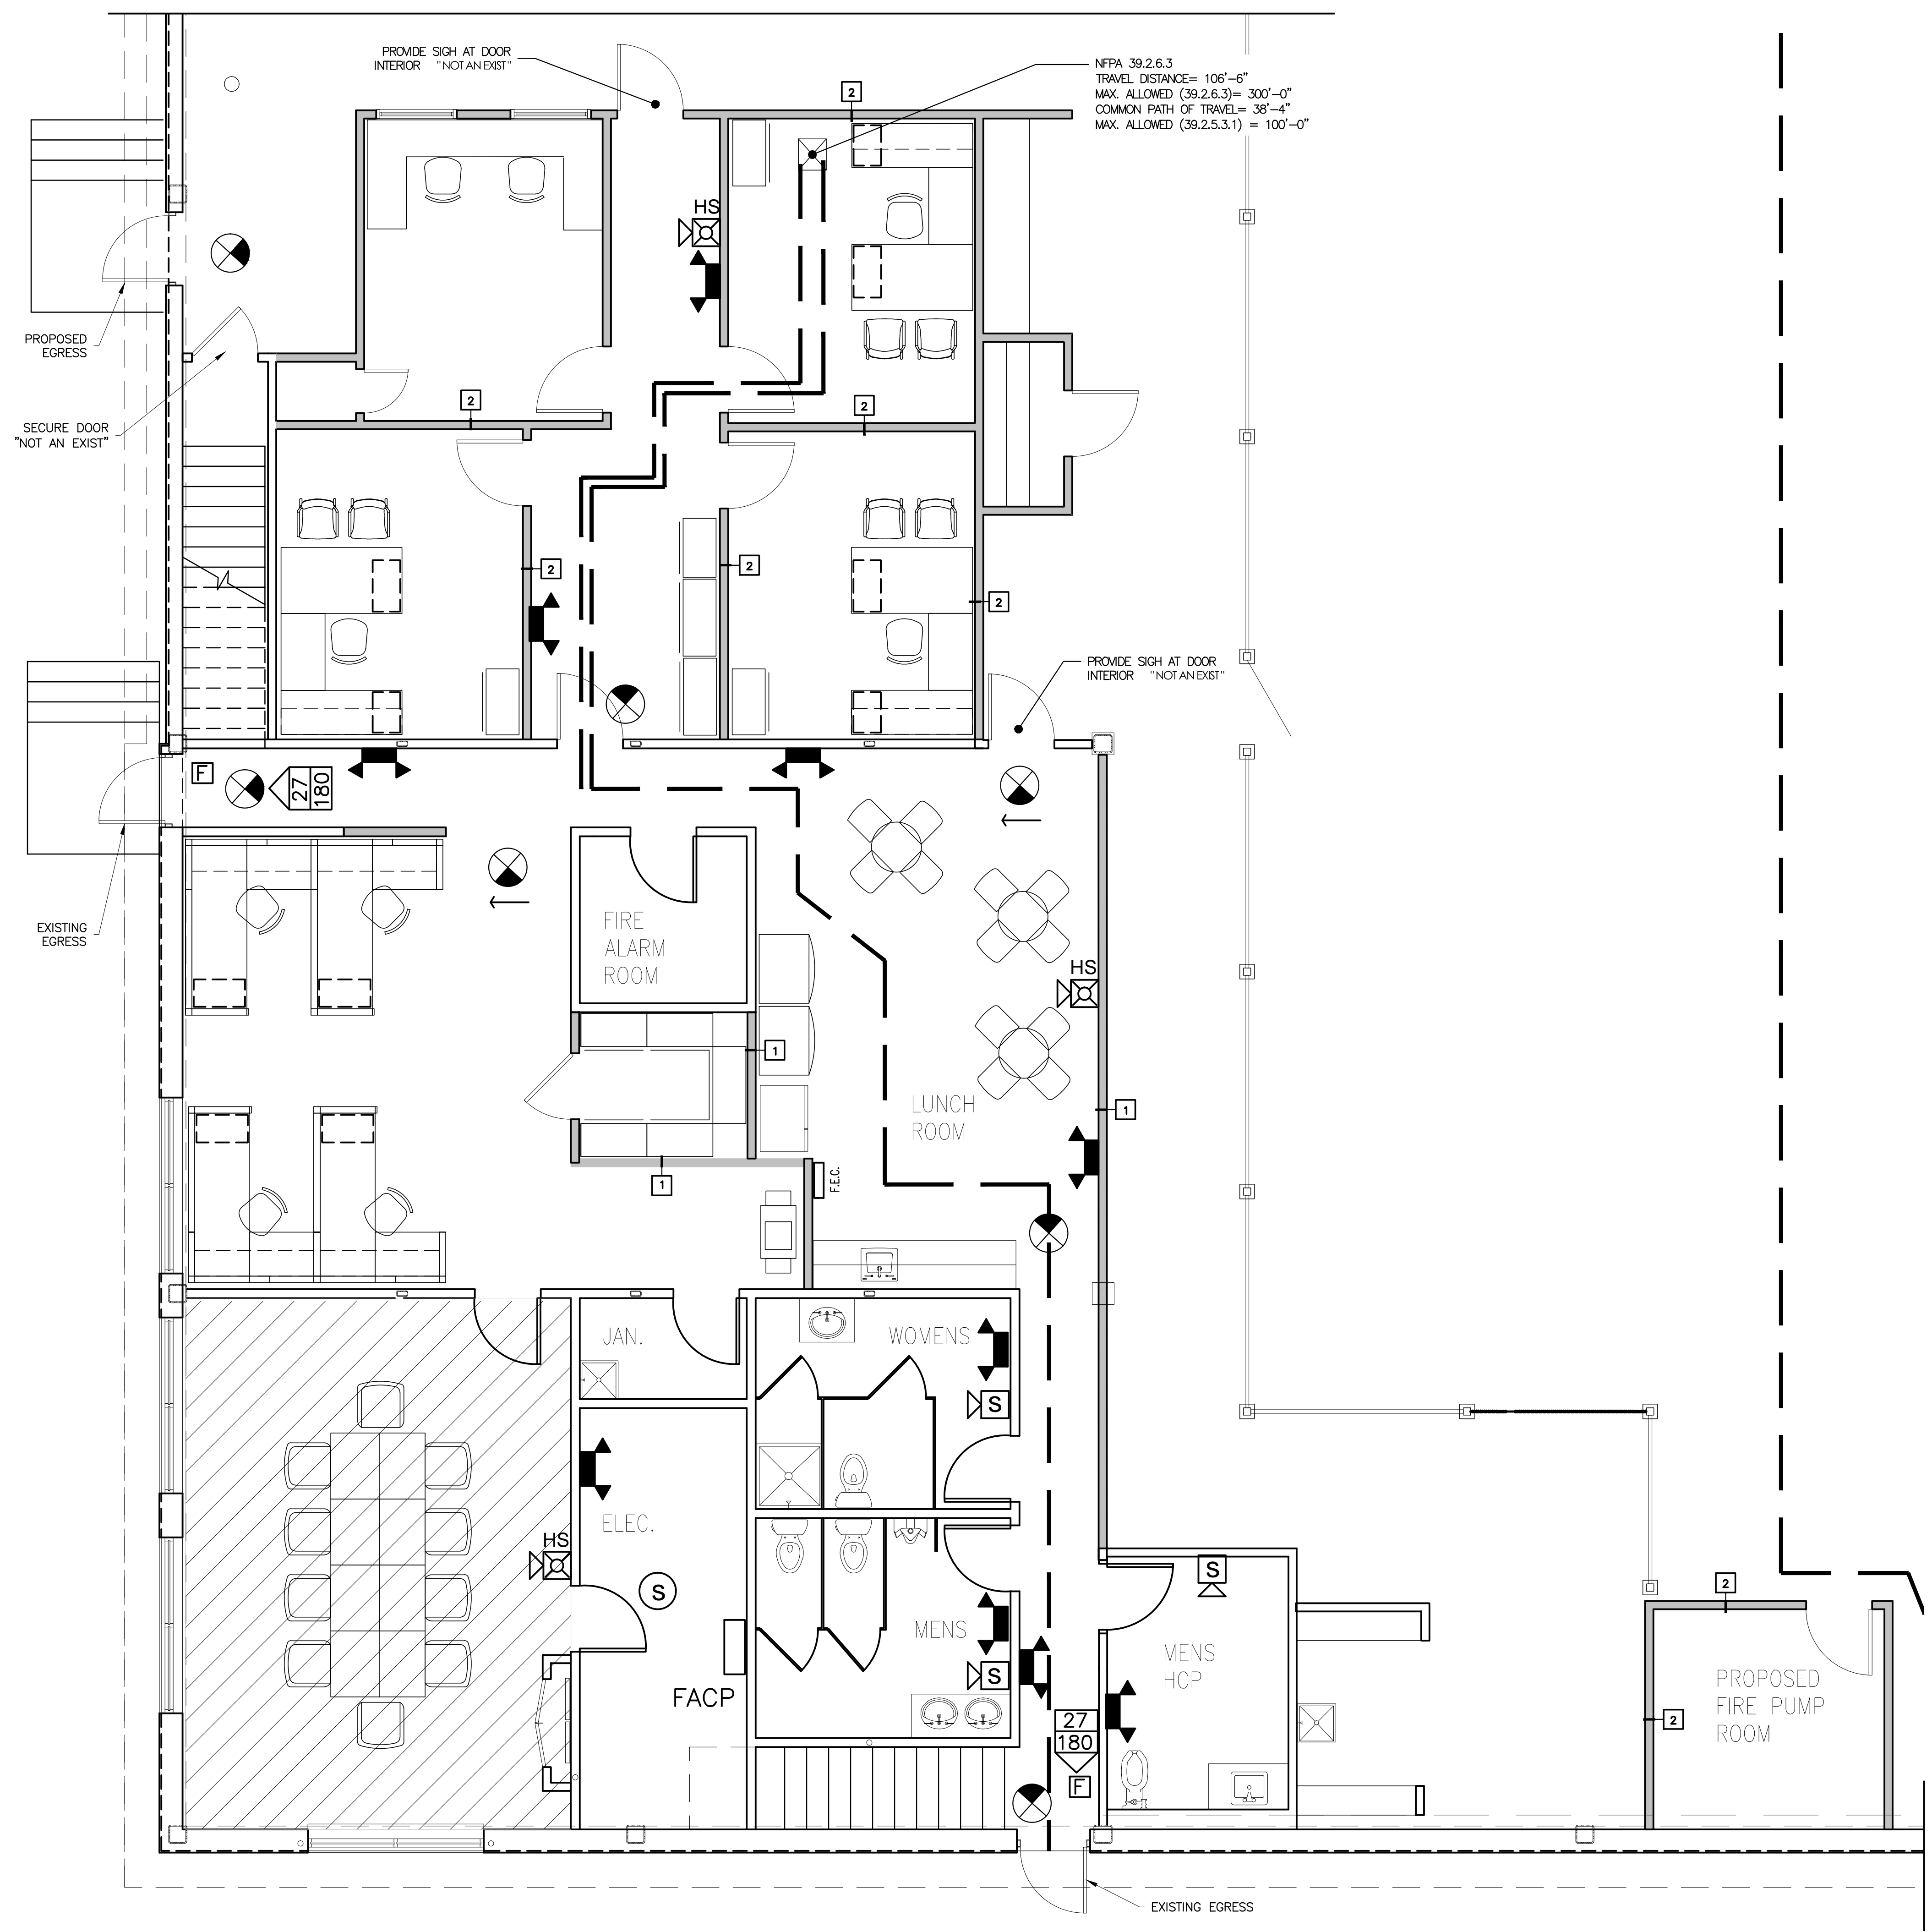 PROVIDE SIGH AT DOOR
INTERIOR "NOT AN EXIST"
NFPA 39.2.6.3
TRAVEL DISTANCE= 106'-6"
MAX. ALLOWED (39.2.6.3)= 300'-0"
COMMON PATH OF TRAVEL= 38'-4"
MAX. ALLOWED (39.2.5.3.1) = 100'-0"
2
HS
PROPOSED
EGRESS
SECURE DOOR
"NOT AN EXIST"
2
2
2
2
2
PROVIDE SIGH AT DOOR
INTERIOR "NOT AN EXIST"
F
27
180
EXISTING
EGRESS
FIRE
ALARM
ROOM
HS
1
LUNCH
ROOM
1
F.E.C.
1
JAN.
WOMENS
S
ELEC.
HS
S
S
2
MENS
MENS
HCP
S
FACP
PROPOSED
FIRE PUMP
ROOM
2
27
180
F
EXISTING EGRESS